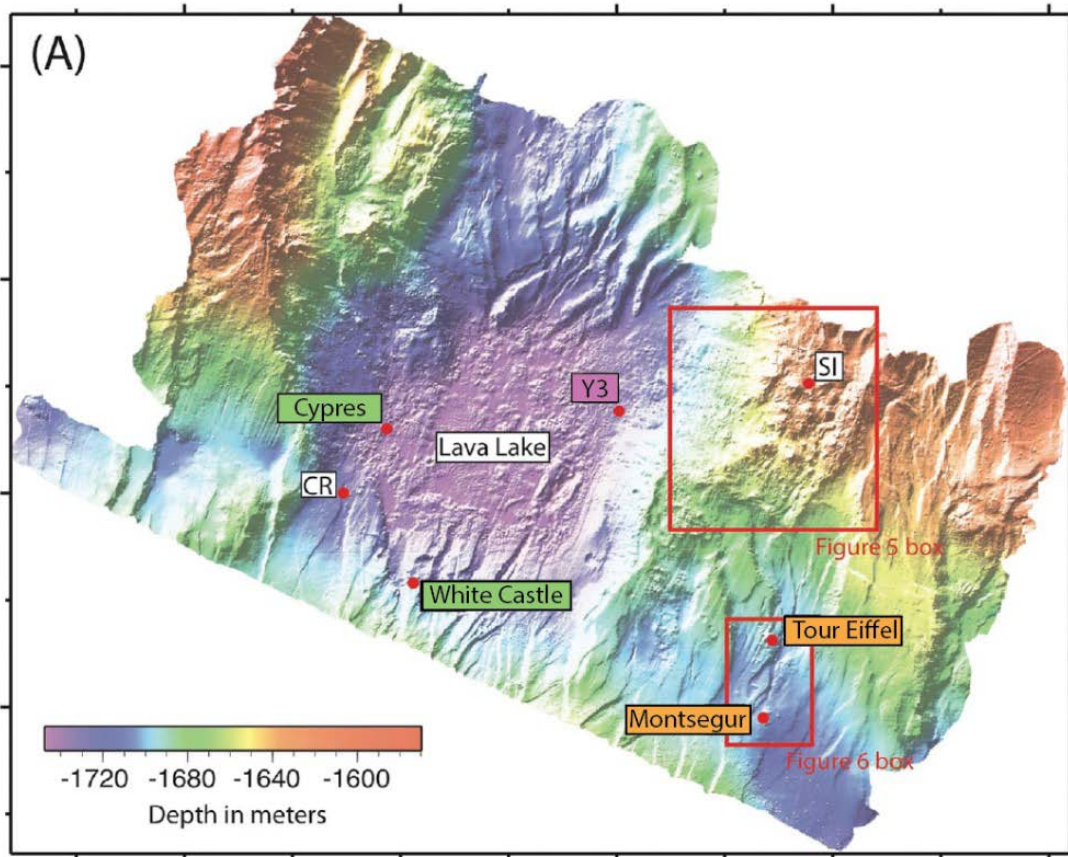 (A)
SI
Y3
Cypres
Lava Lake
CR
Figure 5 box
White Castle
Tour Eiffel
Montsegur
Figure 6 box
-1720 -1680 -1640 -1600
Depth in meters